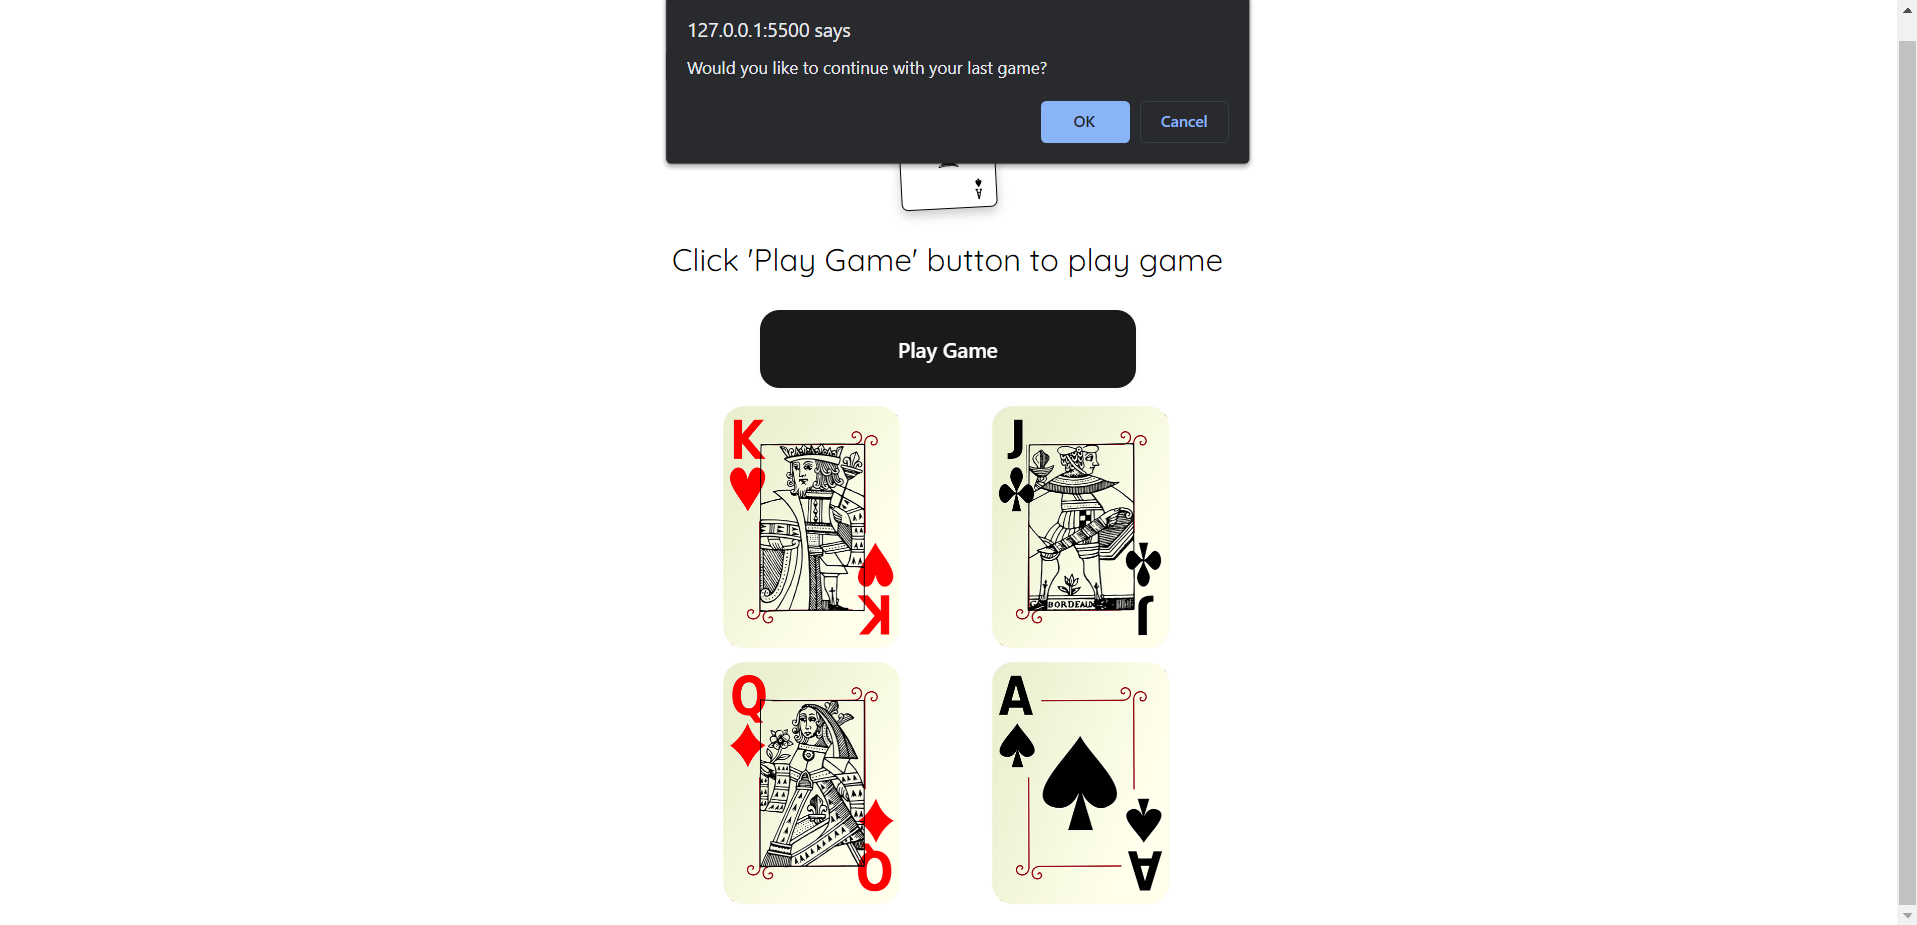 127.0.0.1:5500 says
Would you like to continue with your last game?
OK Cancel
A
Click 'Play Game' button to play game
Play Game
K J
BORDEAUX
K J
Q A
Q A